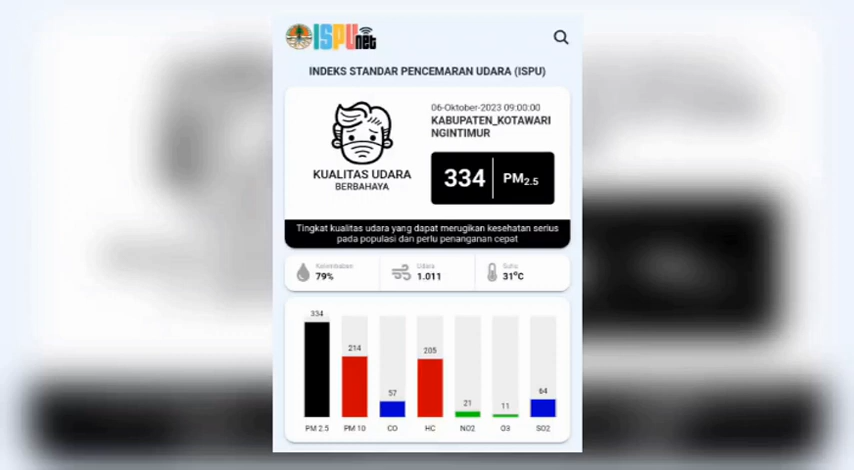 ISPUnet
INDEKS STANDAR PENCEMARAN UDARA (ISPU)
06-Oktober-2023 09:00:00
KABUPATEN_KOTAWARI
NGINTIMUR
KUALITAS UDARA
BERBAHAYA
334 PM2.5
Tingkat kualitas udara yang dapat merugikan kesehatan serius
pada populasi dan perlu penanganan cepat
Kelembaban
79%
Udara
1.011
Suhu
31°C
334
214
57
205
21
11
64
PM 2.5 PM 10 CO HC NO2 O3 SO2